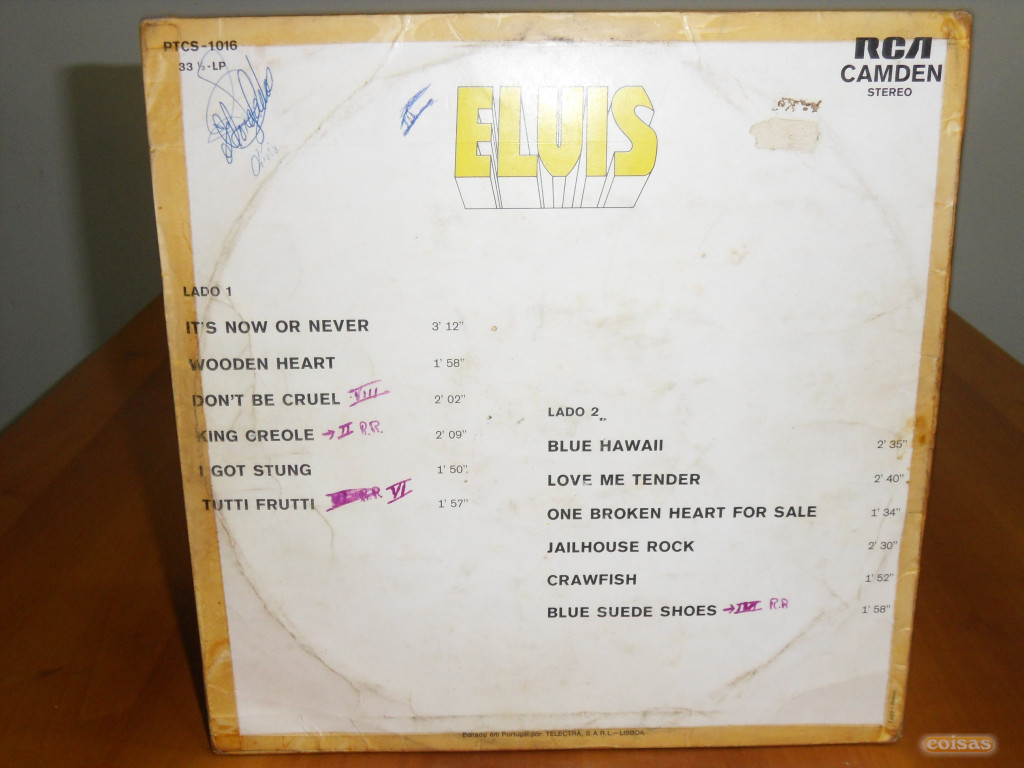 PTCS-1016
33 ⅓-LP
RCA
CAMDEN
STEREO
III
ELVIS
LADO 1
IT'S NOW OR NEVER 3' 12"
WOODEN HEART 1' 58"
DON'T BE CRUEL VIII 2' 02"
KING CREOLE →II R.R. 2' 09"
I GOT STUNG 1' 50"
TUTTI FRUTTI R.R VI 1' 57"
LADO 2
BLUE HAWAII 2' 35"
LOVE ME TENDER 2' 40"
ONE BROKEN HEART FOR SALE 1' 34"
JAILHOUSE ROCK 2' 30"
CRAWFISH 1' 52"
BLUE SUEDE SHOES → R.R 1' 58"
Editado em Portugal por TELECTRA, S.A.R.L.—LISBOA
coisas